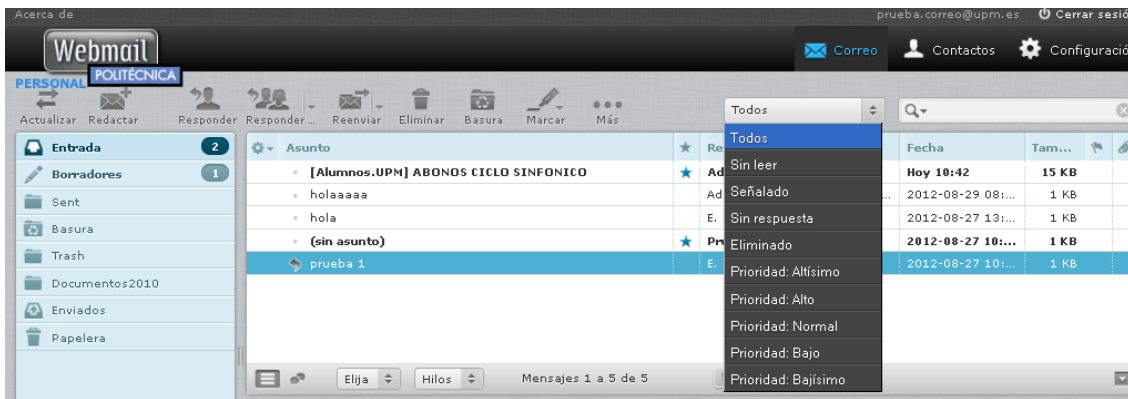 Acerca de prueba.correo@upm.es Cerrar sesió
Webmail
POLITÉCNICA
PERSONAL
Correo Contactos Configuració
Actualizar Redactar Responder Responder ... Reenviar Eliminar Basura Marcar Más
Todos
Entrada 2
Borradores 1
Sent
Basura
Trash
Documentos2010
Enviados
Papelera
Asunto Re Fecha Tam...
[Alumnos.UPM] ABONOS CICLO SINFONICO Ad Hoy 10:42 15 KB
holaaaaa Ad ... 2012-08-29 08:... 1 KB
hola E. 2012-08-27 13:... 1 KB
(sin asunto) Pr 2012-08-27 10:... 1 KB
prueba 1 E. 2012-08-27 10:... 1 KB
Todos
Sin leer
Señalado
Sin respuesta
Eliminado
Prioridad: Altísimo
Prioridad: Alto
Prioridad: Normal
Prioridad: Bajo
Prioridad: Bajísimo
Elija Hilos Mensajes 1 a 5 de 5